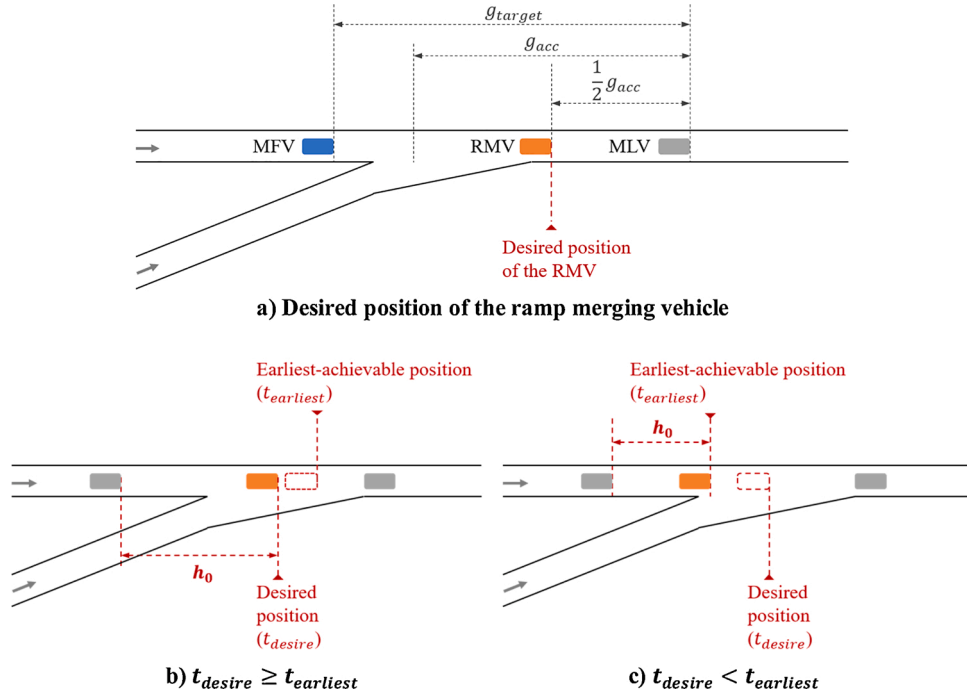 g_target
g_acc
1/2 g_acc
MFV RMV MLV
Desired position
of the RMV
a) Desired position of the ramp merging vehicle
Earliest-achievable position
(t_earliest)
h_0
Desired
position
(t_desire)
b) t_desire ≥ t_earliest
Earliest-achievable position
(t_earliest)
h_0
Desired
position
(t_desire)
c) t_desire < t_earliest